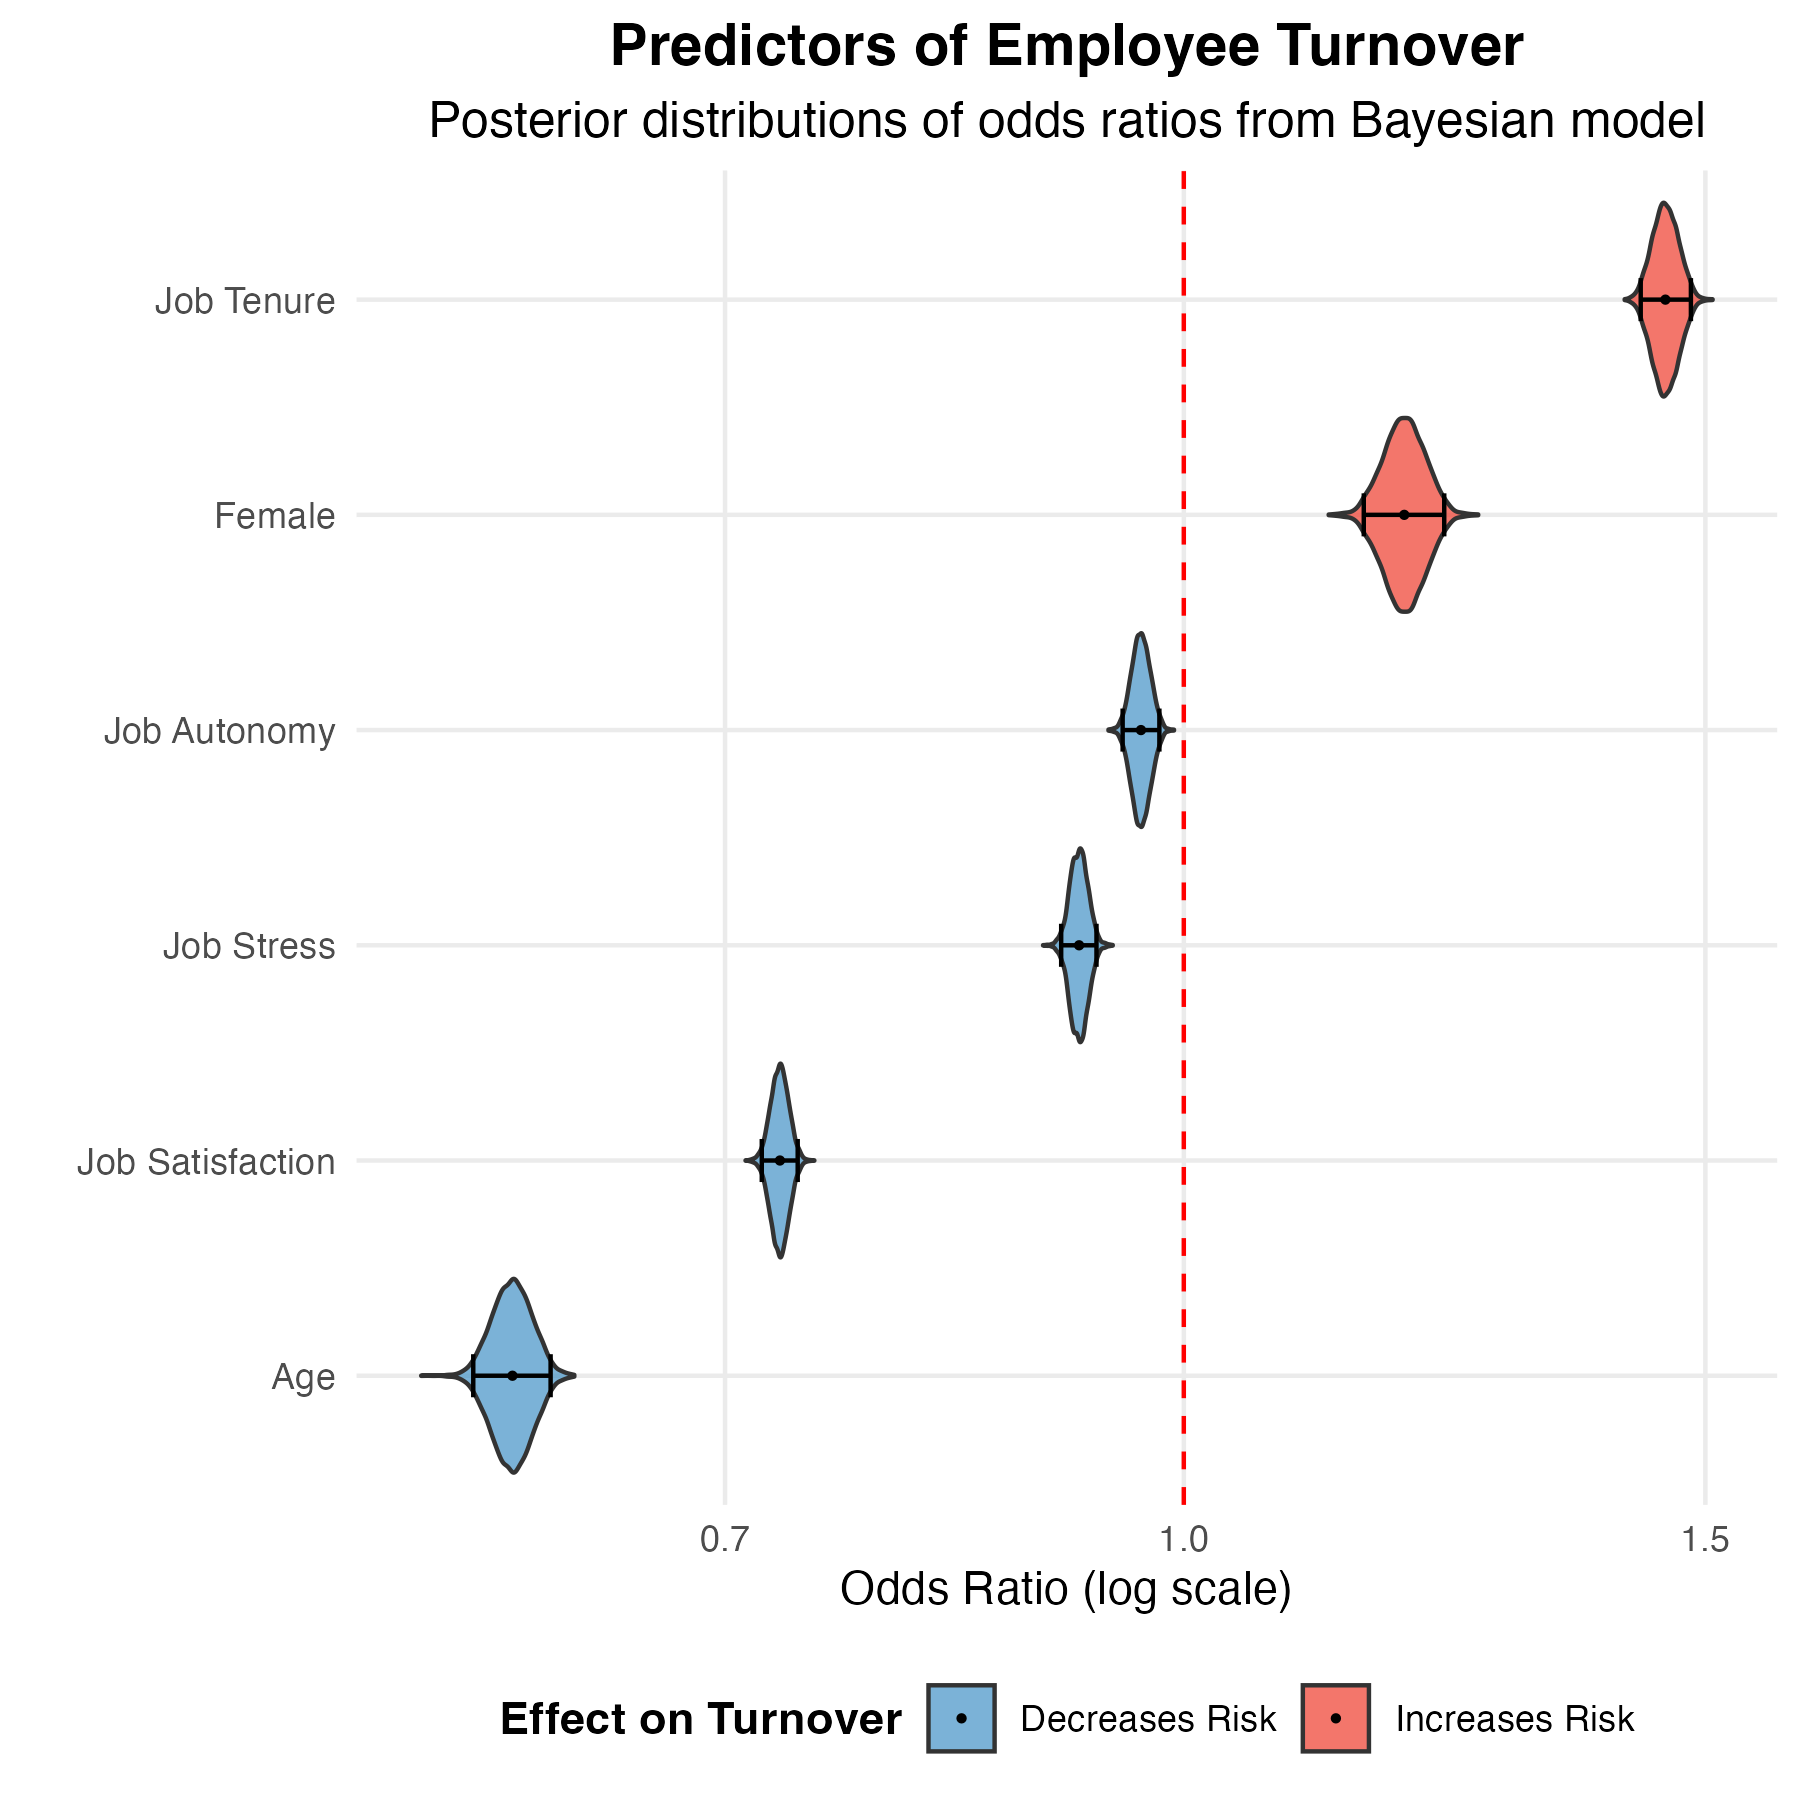 Predictors of Employee Turnover
Posterior distributions of odds ratios from Bayesian model
Job Tenure
Female
Job Autonomy
Job Stress
Job Satisfaction
Age
0.7 1.0 1.5
Odds Ratio (log scale)
Effect on Turnover Decreases Risk Increases Risk